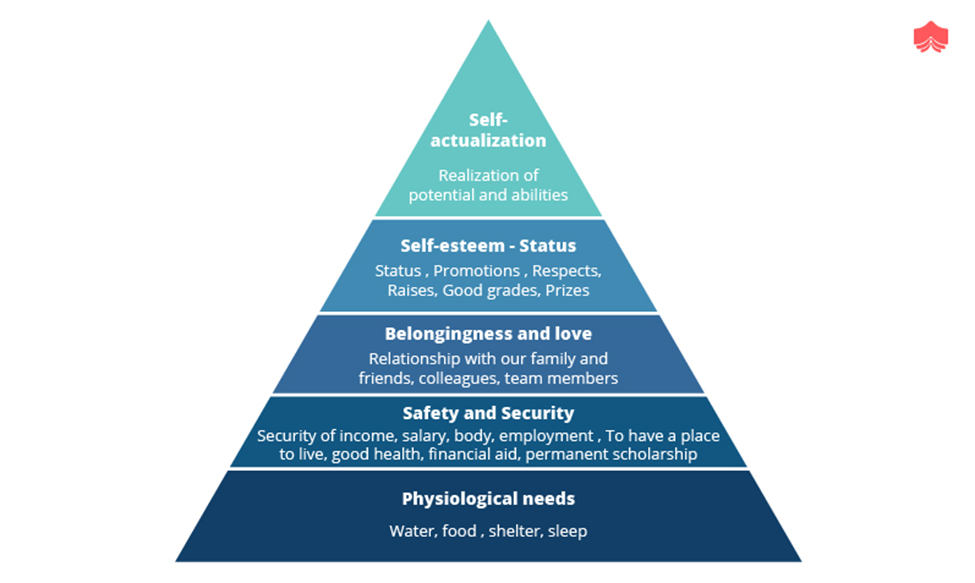 Self-
actualization
Realization of
potential and abilities
Self-esteem - Status
Status , Promotions , Respects,
Raises, Good grades, Prizes
Belongingness and love
Relationship with our family and
friends, colleagues, team members
Safety and Security
Security of income, salary, body, employment , To have a place
to live, good health, financial aid, permanent scholarship
Physiological needs
Water, food , shelter, sleep